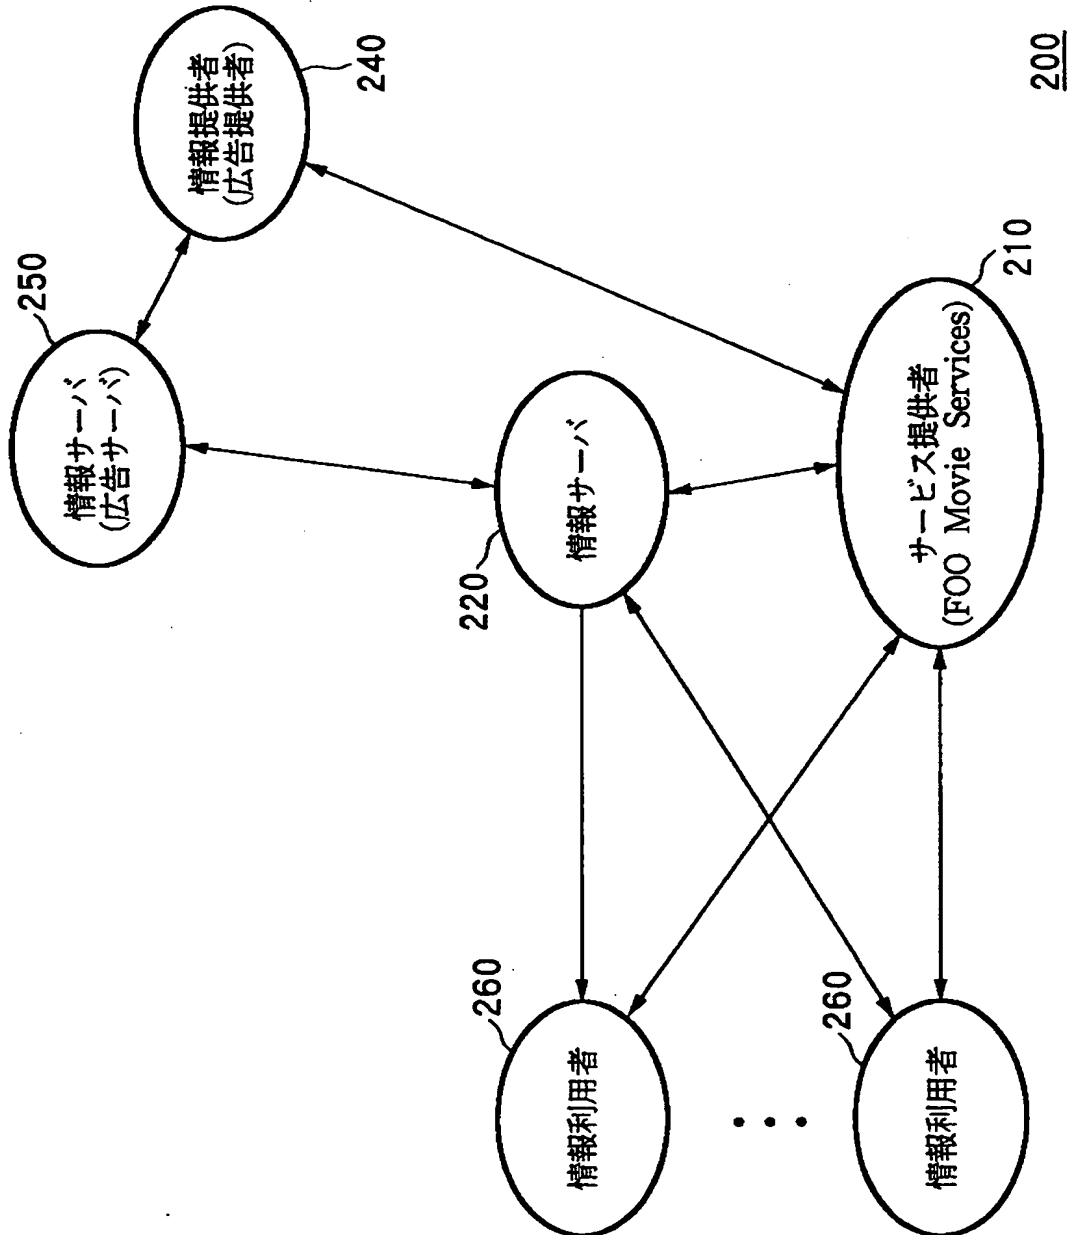 250
情報サーバ
(広告サーバ)
情報提供者
(広告提供者)
240
260
情報利用者
220
情報サーバ
260
情報利用者
サービス提供者
(FOO Movie Services)
210
200